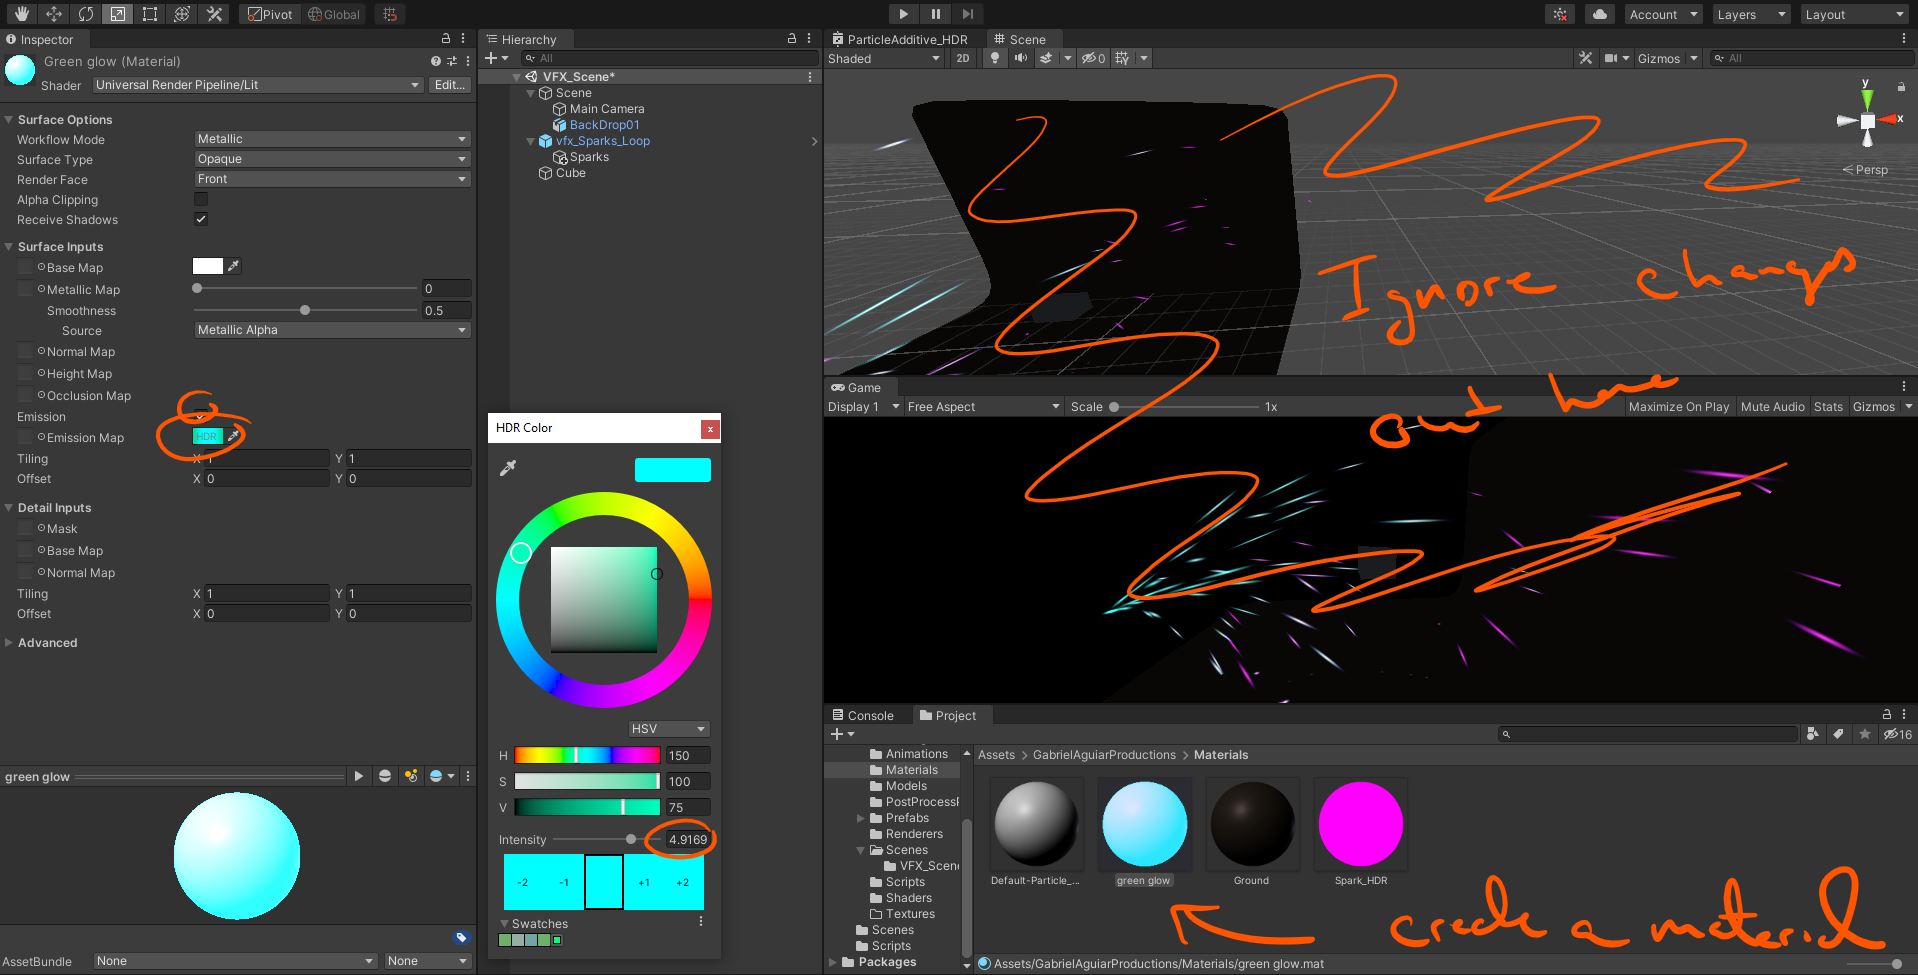 Pivot
Global
Account
Layers
Layout
Inspector
Green glow (Material)
Shader
Universal Render Pipeline/Lit
Edit...
Surface Options
Workflow Mode
Metallic
Surface Type
Opaque
Render Face
Front
Alpha Clipping
Receive Shadows
Surface Inputs
Base Map
Metallic Map
0
Smoothness
0.5
Source
Metallic Alpha
Normal Map
Height Map
Occlusion Map
Emission
Emission Map
HDR
Tiling
X 1
Y 1
Offset
X 0
Y 0
Detail Inputs
Mask
Base Map
Normal Map
Tiling
X 1
Y 1
Offset
X 0
Y 0
Advanced
green glow
AssetBundle
None
None
Hierarchy
All
VFX_Scene*
Scene
Main Camera
BackDrop01
vfx_Sparks_Loop
Sparks
Cube
HDR Color
x
HSV
H
150
S
100
V
75
Intensity
4.9169
-2
-1
+1
+2
Swatches
ParticleAdditive_HDR
Scene
Shaded
2D
0
Gizmos
All
y
x
Persp
Ignore changes
out here
Game
Display 1
Free Aspect
Scale
1x
Maximize On Play
Mute Audio
Stats
Gizmos
Console
Project
16
Animations
Materials
Models
PostProcessP
Prefabs
Renderers
Scenes
VFX_Scene
Scripts
Shaders
Textures
Scenes
Scripts
Packages
Assets > GabrielAguiarProductions > Materials
Default-Particle_...
green glow
Ground
Spark_HDR
create a material
Assets/GabrielAguiarProductions/Materials/green glow.mat